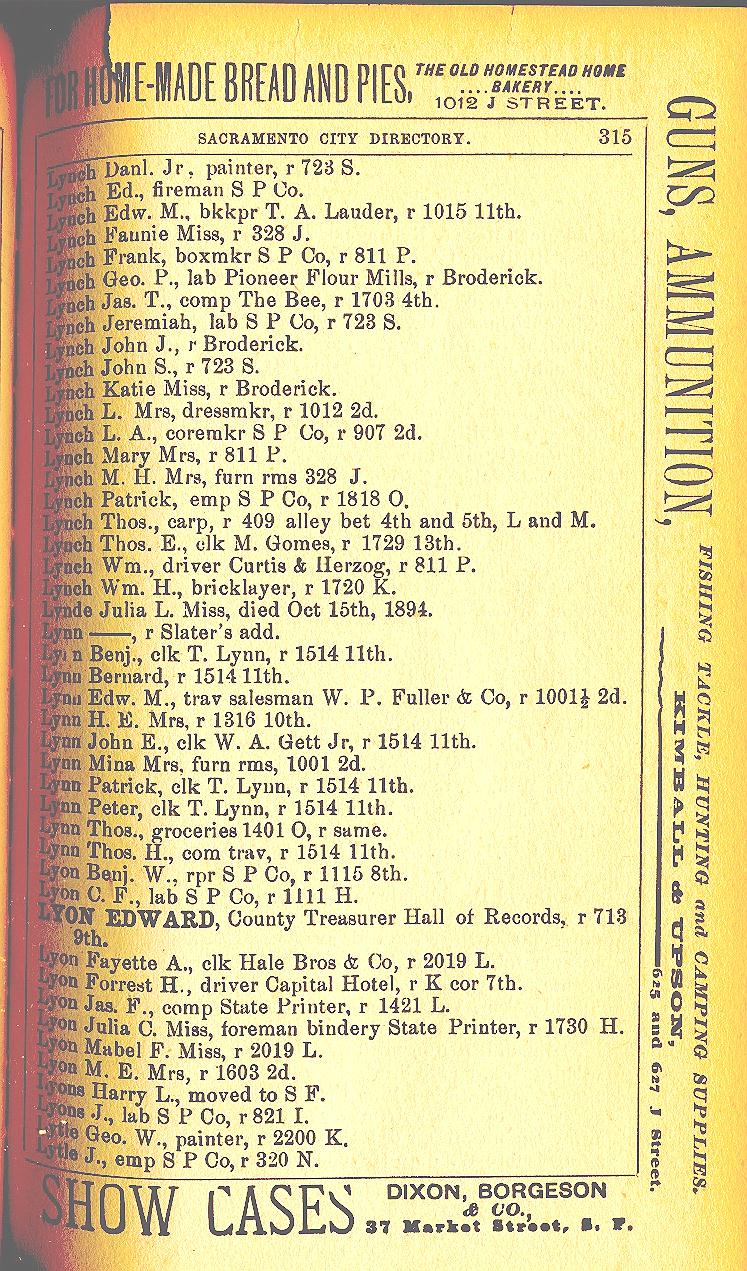 FOR HOME-MADE BREAD AND PIES, THE OLD HOMESTEAD HOME
....BAKERY....
1012 J STREET.
SACRAMENTO CITY DIRECTORY. 315
Lynch Danl. Jr, painter, r 723 S.
Lynch Ed., fireman S P Co.
Lynch Edw. M., bkkpr T. A. Lauder, r 1015 11th.
Lynch Faunie Miss, r 328 J.
Lynch Frank, boxmkr S P Co, r 811 P.
Lynch Geo. P., lab Pioneer Flour Mills, r Broderick.
Lynch Jas. T., comp The Bee, r 1703 4th.
Lynch Jeremiah, lab S P Co, r 723 S.
Lynch John J., r Broderick.
Lynch John S., r 723 S.
Lynch Katie Miss, r Broderick.
Lynch L. Mrs, dressmkr, r 1012 2d.
Lynch L. A., coremkr S P Co, r 907 2d.
Lynch Mary Mrs, r 811 P.
Lynch M. H. Mrs, furn rms 328 J.
Lynch Patrick, emp S P Co, r 1818 O.
Lynch Thos., carp, r 409 alley bet 4th and 5th, L and M.
Lynch Thos. E., clk M. Gomes, r 1729 13th.
Lynch Wm., driver Curtis & Herzog, r 811 P.
Lynch Wm. H., bricklayer, r 1720 K.
Lynde Julia L. Miss, died Oct 15th, 1894.
Lynn ——, r Slater's add.
Lynn Benj., clk T. Lynn, r 1514 11th.
Lynn Bernard, r 1514 11th.
Lynn Edw. M., trav salesman W. P. Fuller & Co, r 1001½ 2d.
Lynn H. E. Mrs, r 1316 10th.
Lynn John E., clk W. A. Gett Jr, r 1514 11th.
Lynn Mina Mrs, furn rms, 1001 2d.
Lynn Patrick, clk T. Lynn, r 1514 11th.
Lynn Peter, clk T. Lynn, r 1514 11th.
Lynn Thos., groceries 1401 O, r same.
Lynn Thos. H., com trav, r 1514 11th.
Lyon Benj. W., rpr S P Co, r 1115 8th.
Lyon C. F., lab S P Co, r 1111 H.
LYON EDWARD, County Treasurer Hall of Records, r 713
9th.
Lyon Fayette A., clk Hale Bros & Co, r 2019 L.
Lyon Forrest H., driver Capital Hotel, r K cor 7th.
Lyon Jas. F., comp State Printer, r 1421 L.
Lyon Julia C. Miss, foreman bindery State Printer, r 1730 H.
Lyon Mabel F. Miss, r 2019 L.
Lyon M. E. Mrs, r 1603 2d.
Lyons Harry L., moved to S F.
Lyons J., lab S P Co, r 821 I.
Lytle Geo. W., painter, r 2200 K.
Lytle J., emp S P Co, r 320 N.
GUNS, AMMUNITION,
FISHING TACKLE, HUNTING and CAMPING SUPPLIES.
KIMBALL & UPSON,
625 and 627 J Street.
SHOW CASES DIXON, BORGESON
& CO.,
37 Market Street, S. F.